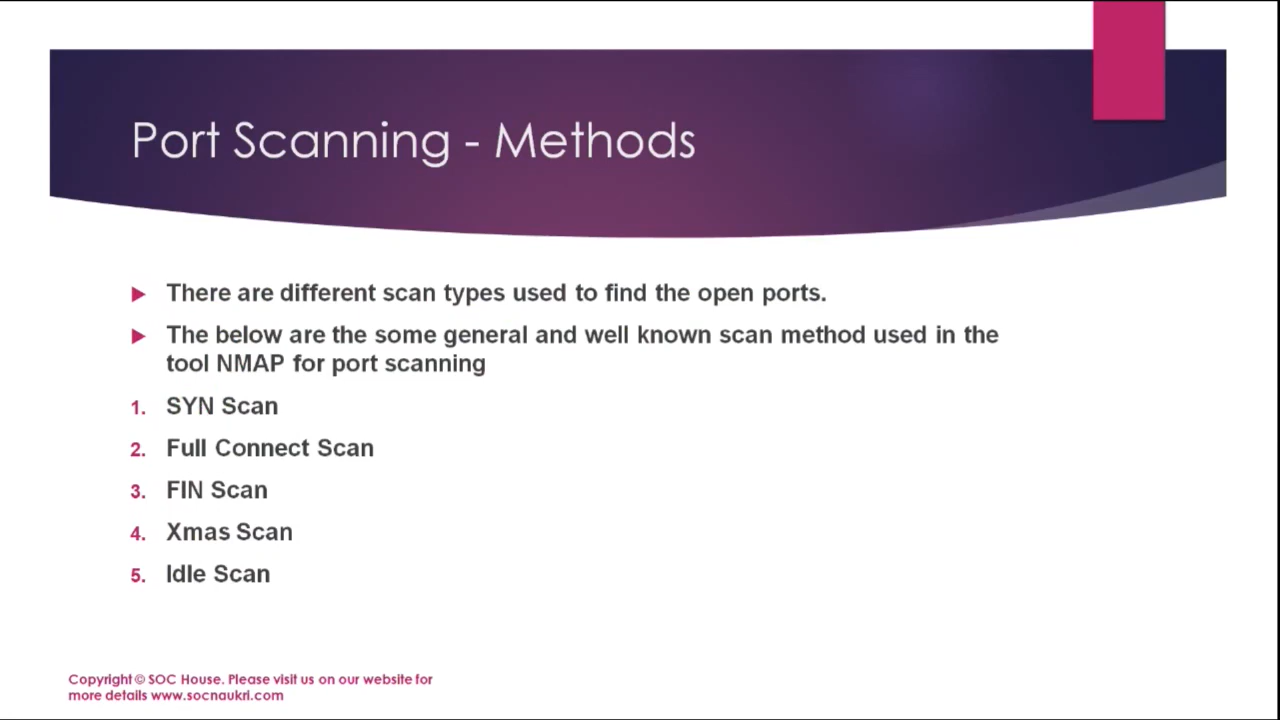 Port Scanning - Methods
There are different scan types used to find the open ports.
The below are the some general and well known scan method used in the
tool NMAP for port scanning
1. SYN Scan
2. Full Connect Scan
3. FIN Scan
4. Xmas Scan
5. Idle Scan
Copyright © SOC House. Please visit us on our website for
more details www.socnaukri.com